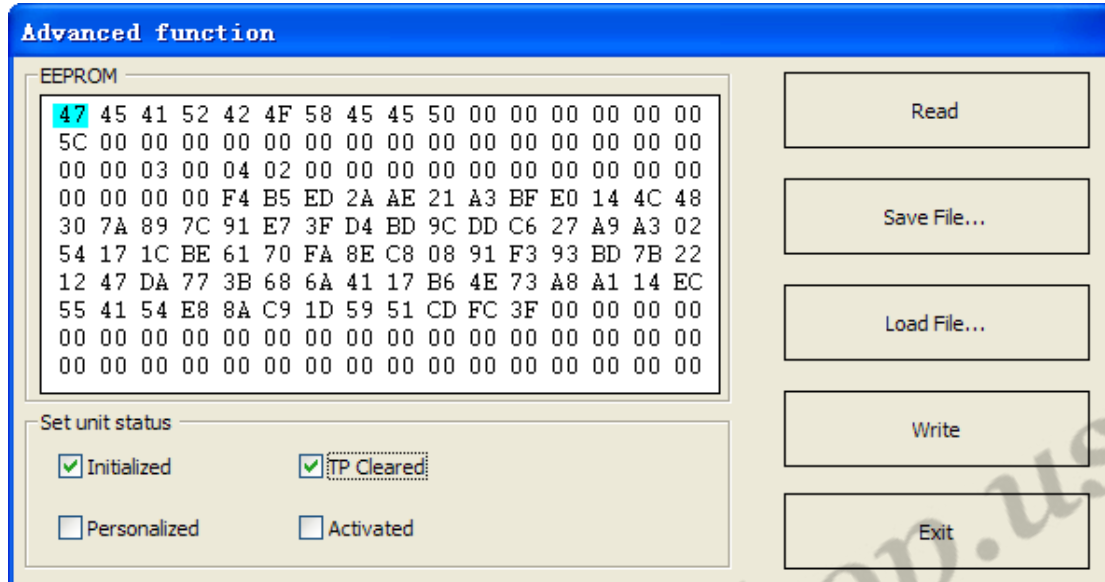 Advanced function
EEPROM
47 45 41 52 42 4F 58 45 45 50 00 00 00 00 00 00
5C 00 00 00 00 00 00 00 00 00 00 00 00 00 00 00
00 00 03 00 04 02 00 00 00 00 00 00 00 00 00 00
00 00 00 00 F4 B5 ED 2A AE 21 A3 BF E0 14 4C 48
30 7A 89 7C 91 E7 3F D4 BD 9C DD C6 27 A9 A3 02
54 17 1C BE 61 70 FA 8E C8 08 91 F3 93 BD 7B 22
12 47 DA 77 3B 68 6A 41 17 B6 4E 73 A8 A1 14 EC
55 41 54 E8 8A C9 1D 59 51 CD FC 3F 00 00 00 00
00 00 00 00 00 00 00 00 00 00 00 00 00 00 00 00
00 00 00 00 00 00 00 00 00 00 00 00 00 00 00 00
Read
Save File...
Load File...
Write
Exit
Set unit status
Initialized
TP Cleared
Personalized
Activated